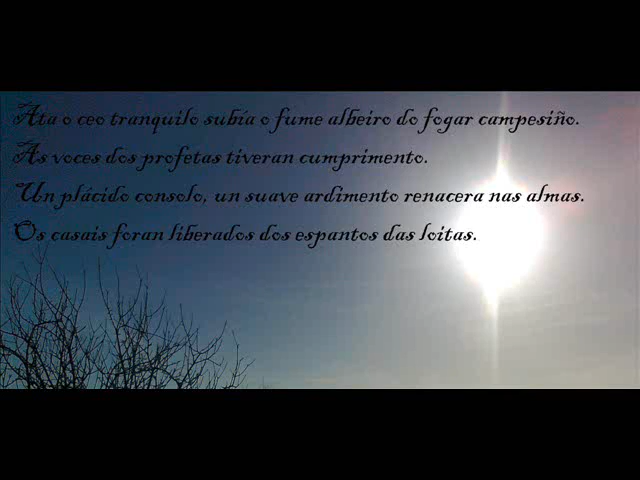 Ata o ceo tranquilo subía o fume albeiro do fogar campesiño.
As voces dos profetas tiveran cumprimento.
Un plácido consolo, un suave ardimento renacera nas almas.
Os casais foran liberados dos espantos das loitas.